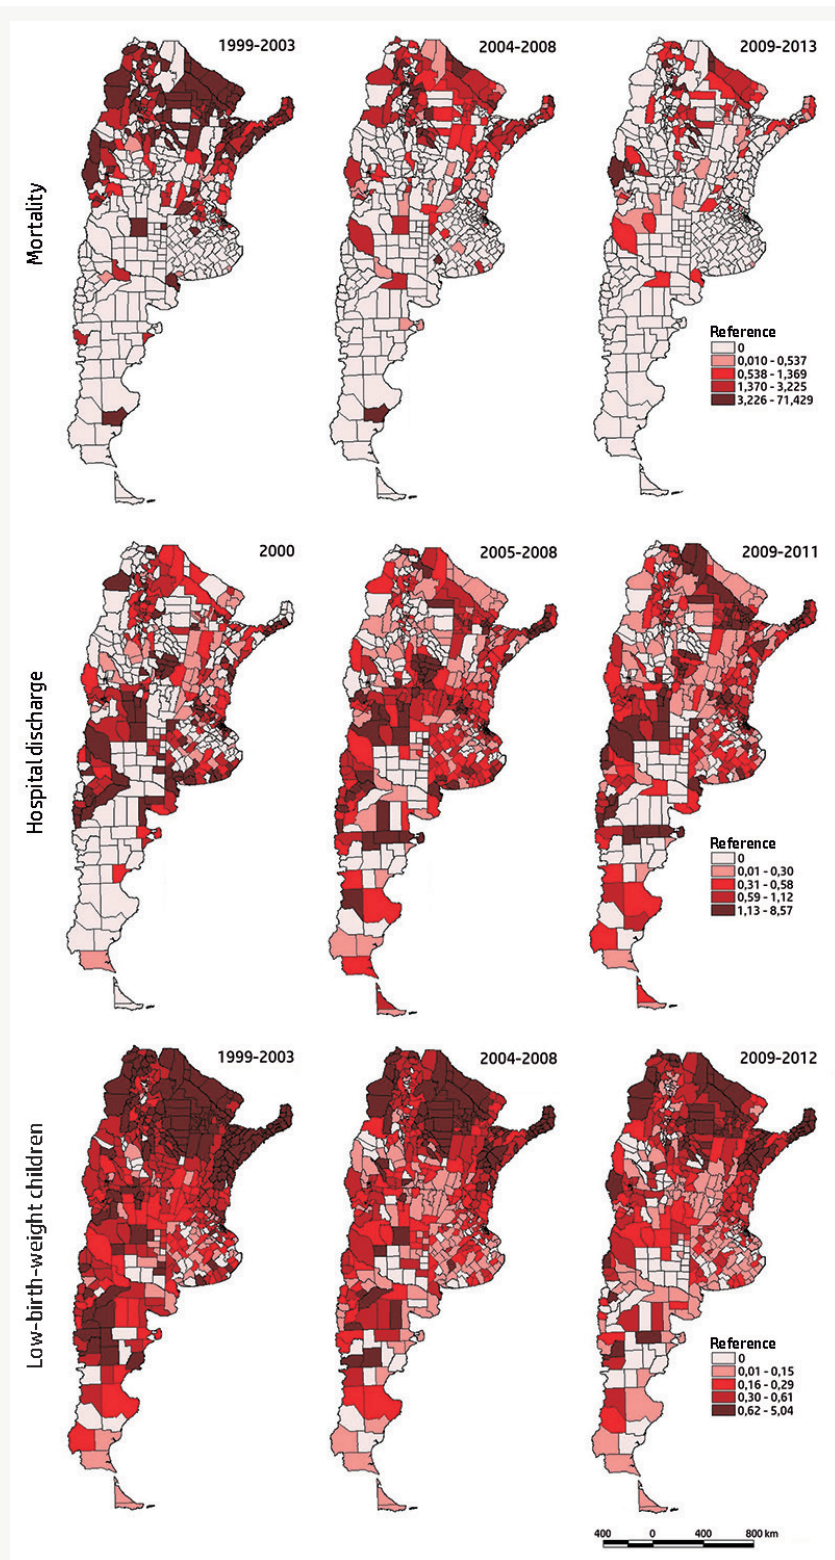 Mortality
1999-2003
2004-2008
2009-2013
Reference
0
0,010 - 0,537
0,538 - 1,369
1,370 - 3,225
3,226 - 71,429
Hospital discharge
2000
2005-2008
2009-2011
Reference
0
0,01 - 0,30
0,31 - 0,58
0,59 - 1,12
1,13 - 8,57
Low-birth-weight children
1999-2003
2004-2008
2009-2012
Reference
0
0,01 - 0,15
0,16 - 0,29
0,30 - 0,61
0,62 - 5,04
400 0 400 800 km